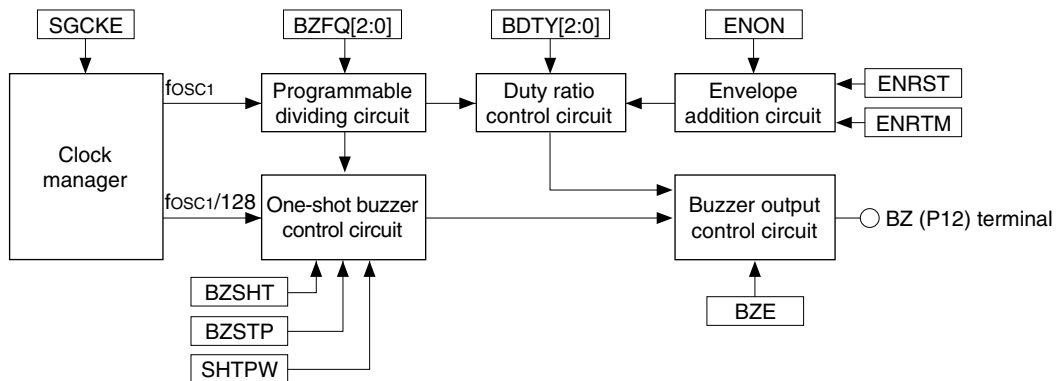 SGCKE
BZFQ[2:0]
BDTY[2:0]
ENON
fOSC1
Programmable
dividing circuit
Duty ratio
control circuit
Envelope
addition circuit
ENRST
ENRTM
Clock
manager
fOSC1/128
One-shot buzzer
control circuit
Buzzer output
control circuit
BZ (P12) terminal
BZSHT
BZSTP
SHTPW
BZE